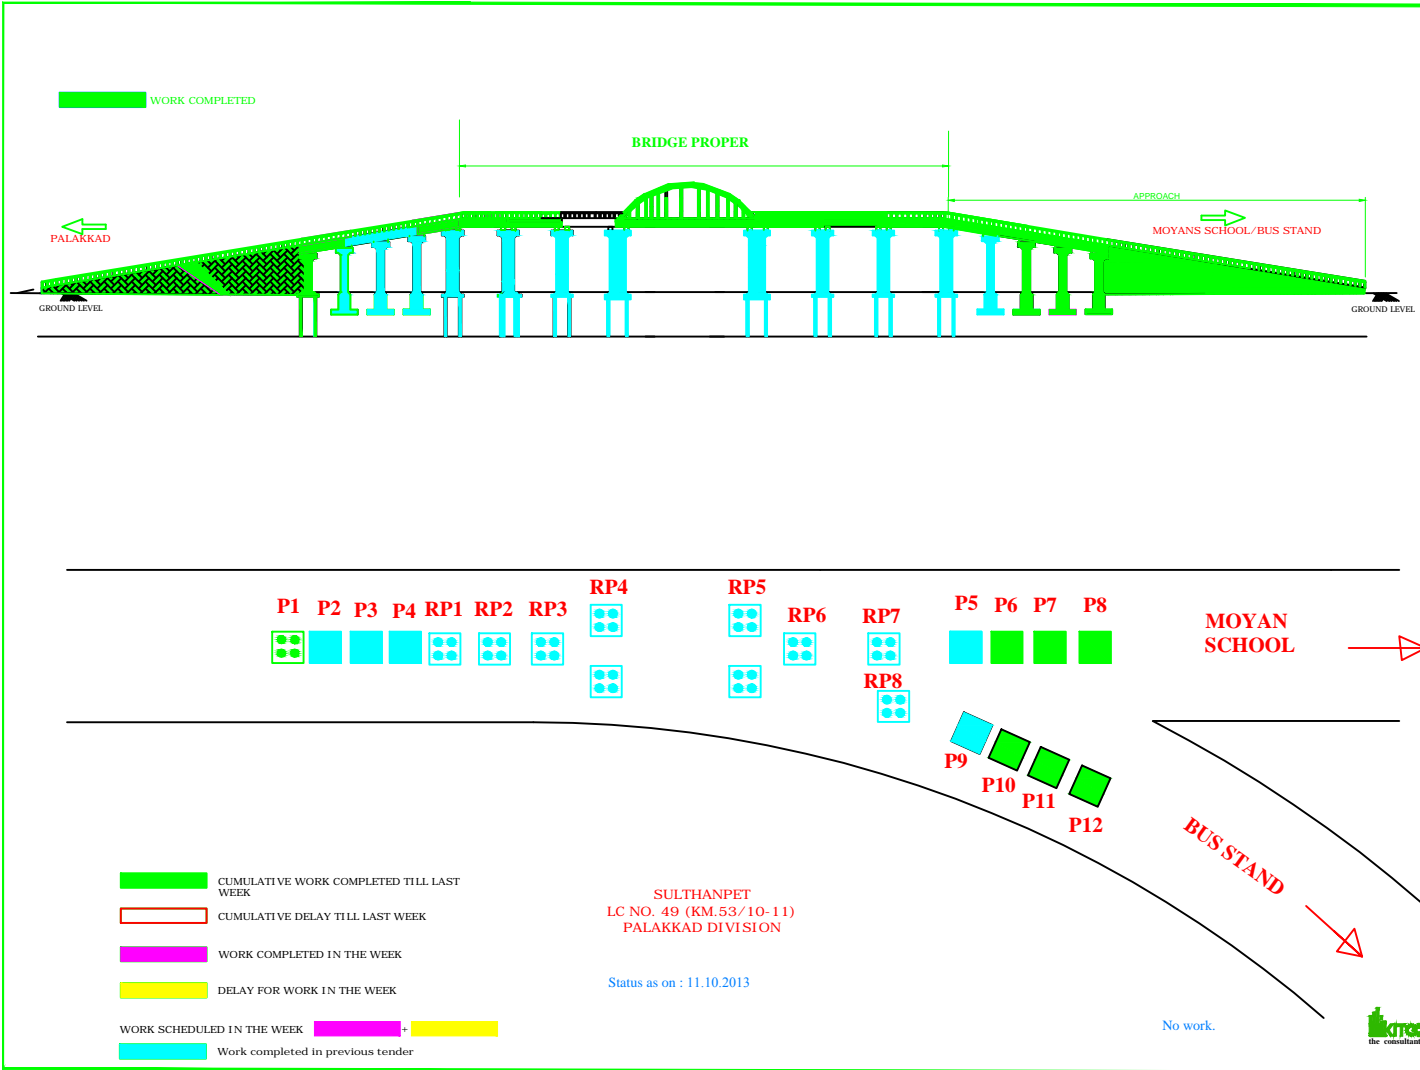 WORK COMPLETED
BRIDGE PROPER
APPROACH
PALAKKAD
MOYANS SCHOOL/BUS STAND
GROUND LEVEL
GROUND LEVEL
P1
P2
P3
P4
RP1
RP2
RP3
RP4
RP5
RP6
RP7
RP8
P5
P6
P7
P8
MOYAN
SCHOOL
P9
P10
P11
P12
BUS STAND
CUMULATIVE WORK COMPLETED TILL LAST
WEEK
CUMULATIVE DELAY TILL LAST WEEK
WORK COMPLETED IN THE WEEK
DELAY FOR WORK IN THE WEEK
WORK SCHEDULED IN THE WEEK +
Work completed in previous tender
SULTHANPET
LC NO. 49 (KM.53/10-11)
PALAKKAD DIVISION
Status as on : 11.10.2013
No work.
the consultant